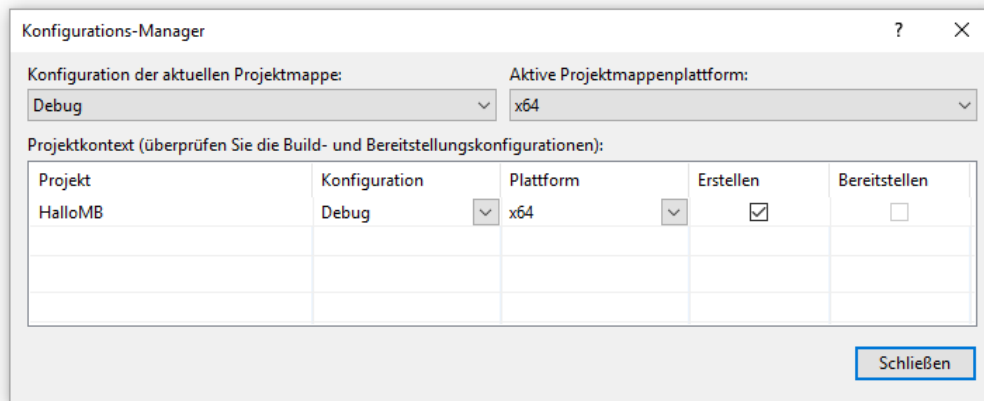 Konfigurations-Manager ?
Konfiguration der aktuellen Projektmappe: Aktive Projektmappenplattform:
Debug x64
Projektkontext (überprüfen Sie die Build- und Bereitstellungskonfigurationen):
Projekt Konfiguration Plattform Erstellen Bereitstellen
HalloMB Debug x64
Schließen